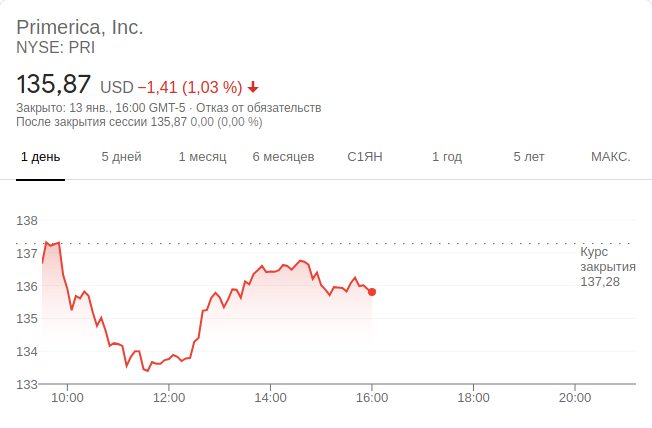 Primerica, Inc.
NYSE: PRI
135,87 USD −1,41 (1,03 %)
Закрыто: 13 янв., 16:00 GMT-5 · Отказ от обязательств
После закрытия сессии 135,87 0,00 (0,00 %)
1 день 5 дней 1 месяц 6 месяцев С1ЯН 1 год 5 лет МАКС.
138
137
136
135
134
133
Курс
закрытия
137,28
10:00 12:00 14:00 16:00 18:00 20:00